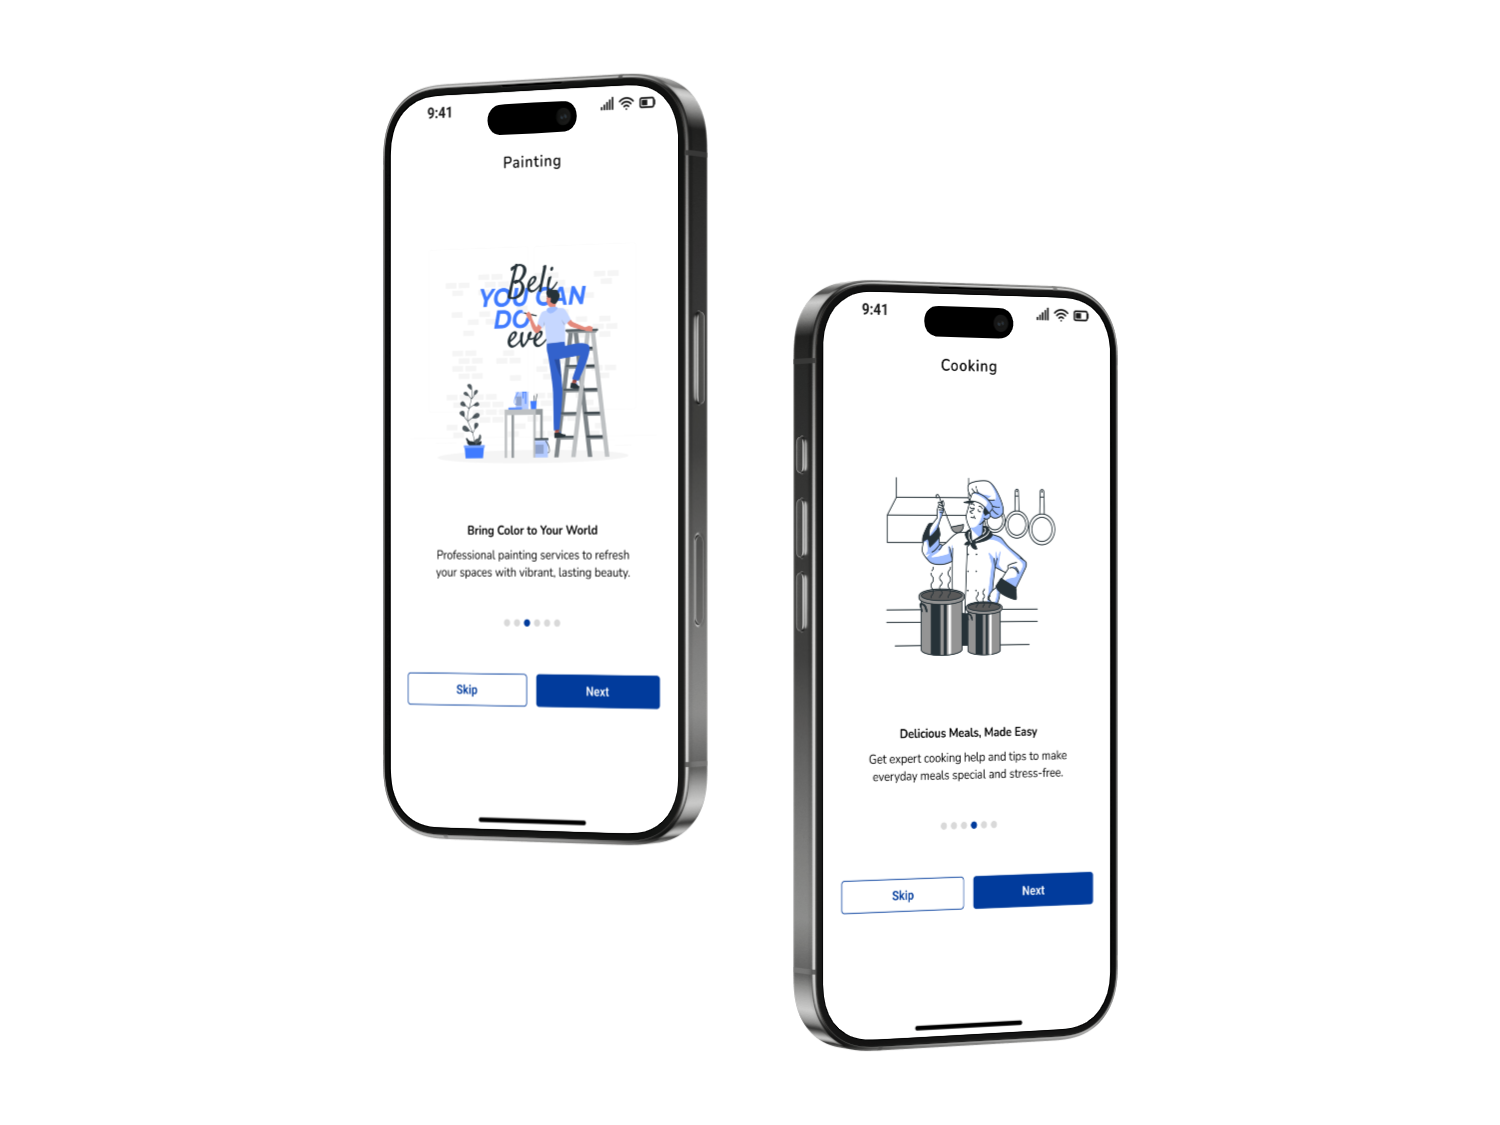 9:41
Painting
Beli
YOU CAN
DO
eve
Bring Color to Your World
Professional painting services to refresh
your spaces with vibrant, lasting beauty.
Skip
Next
9:41
Cooking
Delicious Meals, Made Easy
Get expert cooking help and tips to make
everyday meals special and stress-free.
Skip
Next